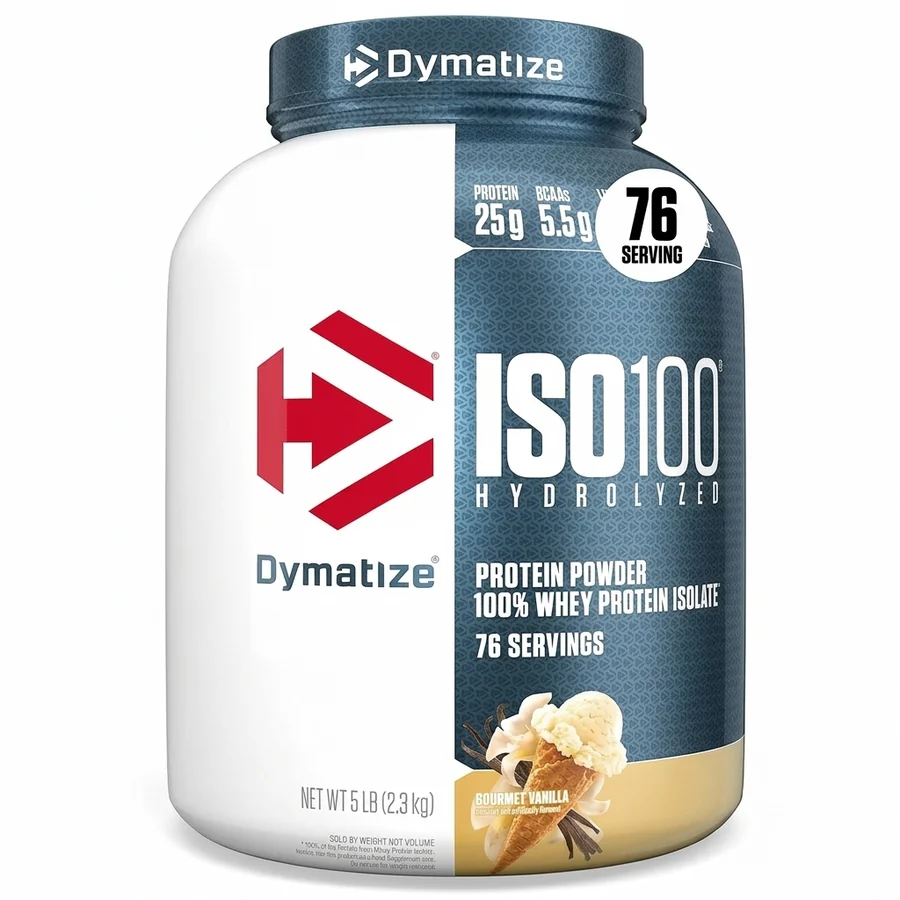 Dymatize
PROTEIN BCAAs
25g 5.5g
76
SERVING
ISO100
HYDROLYZED
Dymatize®
PROTEIN POWDER
100% WHEY PROTEIN ISOLATE
76 SERVINGS
GOURMET VANILLA
NET WT 5 LB (2.3 kg)
SOLD BY WEIGHT NOT VOLUME